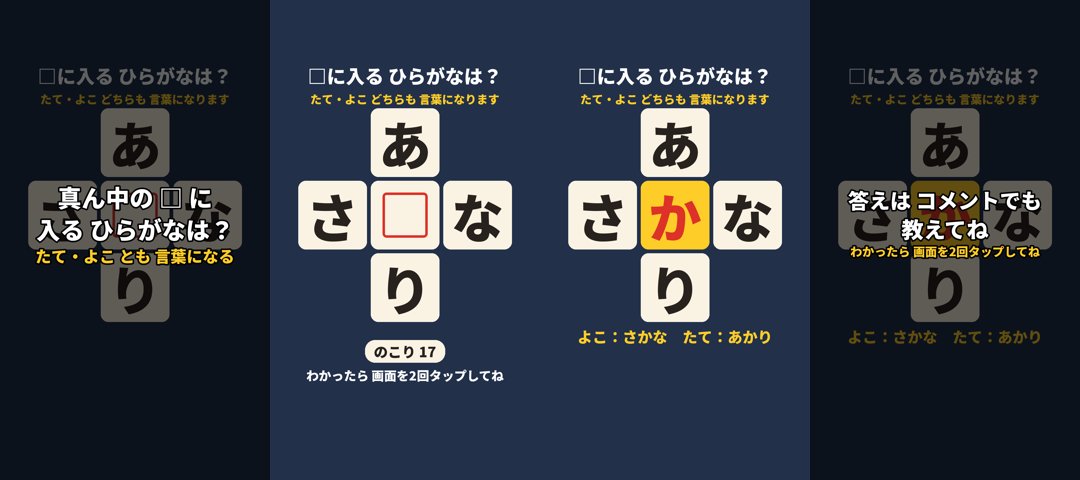 □に入る ひらがなは？
たて・よこ どちらも 言葉になります
あ
さ な
真ん中の □ に
入る ひらがなは？
たて・よこ とも 言葉になる
り
□に入る ひらがなは？
たて・よこ どちらも 言葉になります
あ
さ □ な
り
のこり 17
わかったら 画面を2回タップしてね
□に入る ひらがなは？
たて・よこ どちらも 言葉になります
あ
さ か な
り
よこ：さかな たて：あかり
□に入る ひらがなは？
たて・よこ どちらも 言葉になります
あ
さ か な
答えは コメントでも
教えてね
わかったら 画面を2回タップしてね
り
よこ：さかな たて：あかり